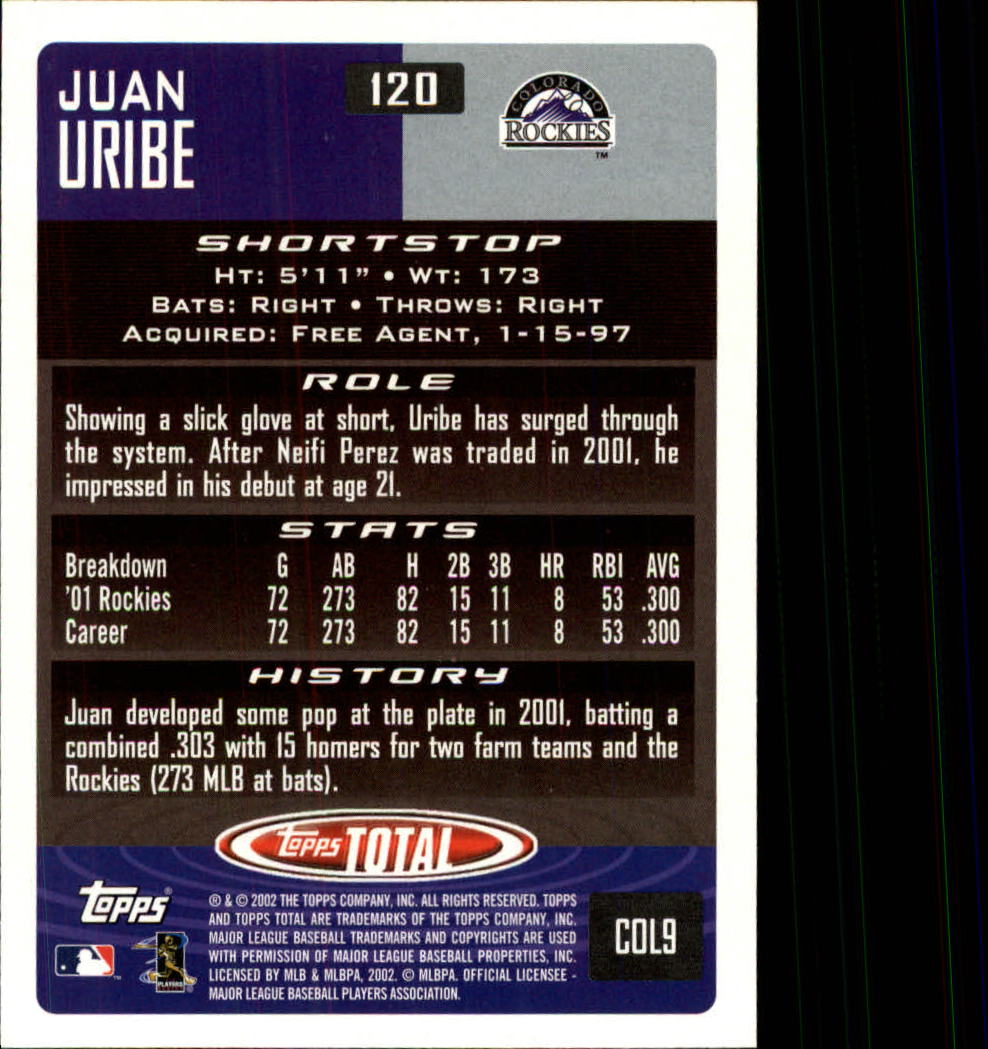 JUAN
URIBE
120
COLORADO
ROCKIES
TM
SHORTSTOP
HT: 5'11" • WT: 173
BATS: RIGHT • THROWS: RIGHT
ACQUIRED: FREE AGENT, 1-15-97
ROLE
Showing a slick glove at short, Uribe has surged through
the system. After Neifi Perez was traded in 2001, he
impressed in his debut at age 21.
STATS
Breakdown G AB H 2B 3B HR RBI AVG
'01 Rockies 72 273 82 15 11 8 53 .300
Career 72 273 82 15 11 8 53 .300
HISTORY
Juan developed some pop at the plate in 2001, batting a
combined .303 with 15 homers for two farm teams and the
Rockies (273 MLB at bats).
Topps TOTAL
Topps®
® & © 2002 THE TOPPS COMPANY, INC. ALL RIGHTS RESERVED. TOPPS
AND TOPPS TOTAL ARE TRADEMARKS OF THE TOPPS COMPANY, INC.
MAJOR LEAGUE BASEBALL TRADEMARKS AND COPYRIGHTS ARE USED
WITH PERMISSION OF MAJOR LEAGUE BASEBALL PROPERTIES, INC.
LICENSED BY MLB & MLBPA, 2002. © MLBPA. OFFICIAL LICENSEE -
MAJOR LEAGUE BASEBALL PLAYERS ASSOCIATION.
COL9
TM
PLAYERS